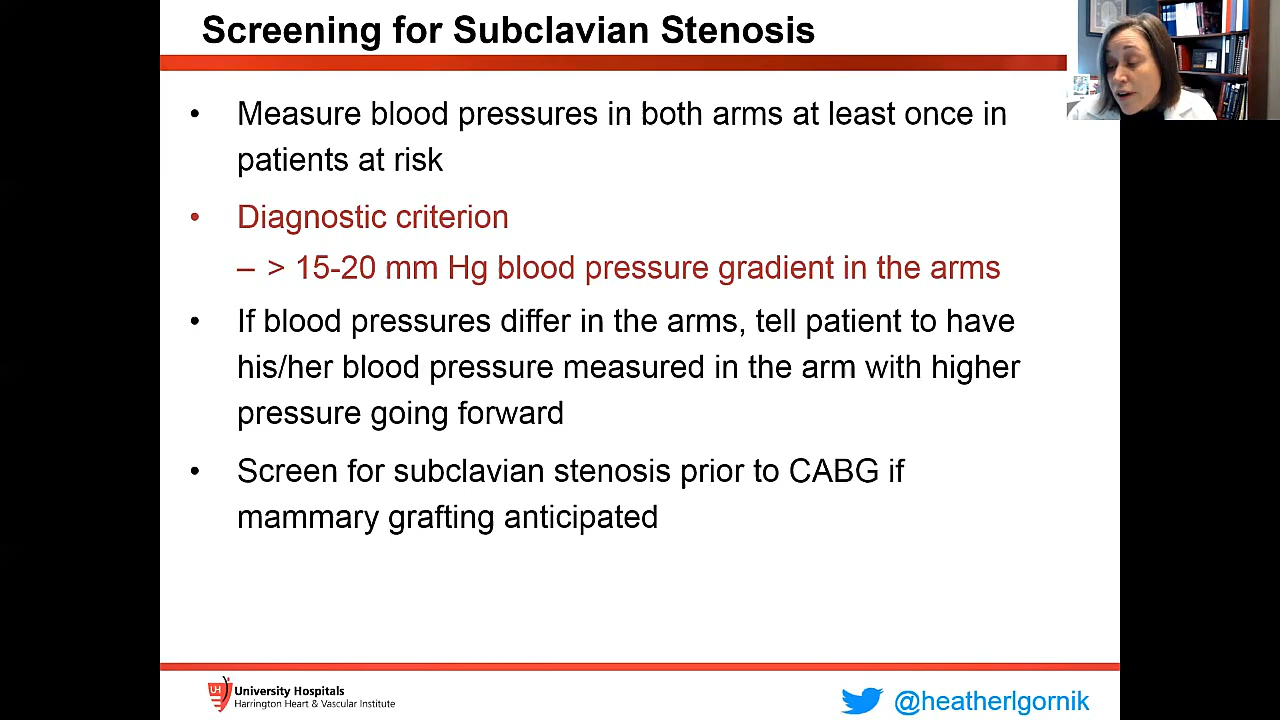 Screening for Subclavian Stenosis
• Measure blood pressures in both arms at least once in
patients at risk
• Diagnostic criterion
– > 15-20 mm Hg blood pressure gradient in the arms
• If blood pressures differ in the arms, tell patient to have
his/her blood pressure measured in the arm with higher
pressure going forward
• Screen for subclavian stenosis prior to CABG if
mammary grafting anticipated
UH
University Hospitals
Harrington Heart & Vascular Institute
@heatherlgornik